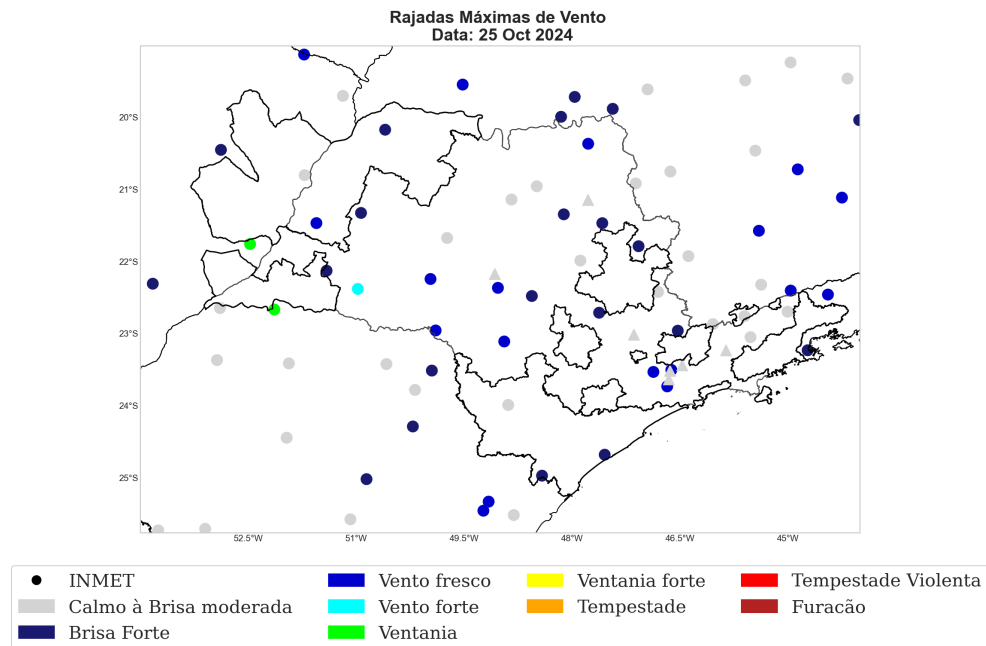 Rajadas Máximas de Vento
Data: 25 Oct 2024
20°S
21°S
22°S
23°S
24°S
25°S
52.5°W 51°W 49.5°W 48°W 46.5°W 45°W
INMET Vento fresco Ventania forte Tempestade Violenta
Calmo à Brisa moderada Vento forte Tempestade Furacão
Brisa Forte Ventania